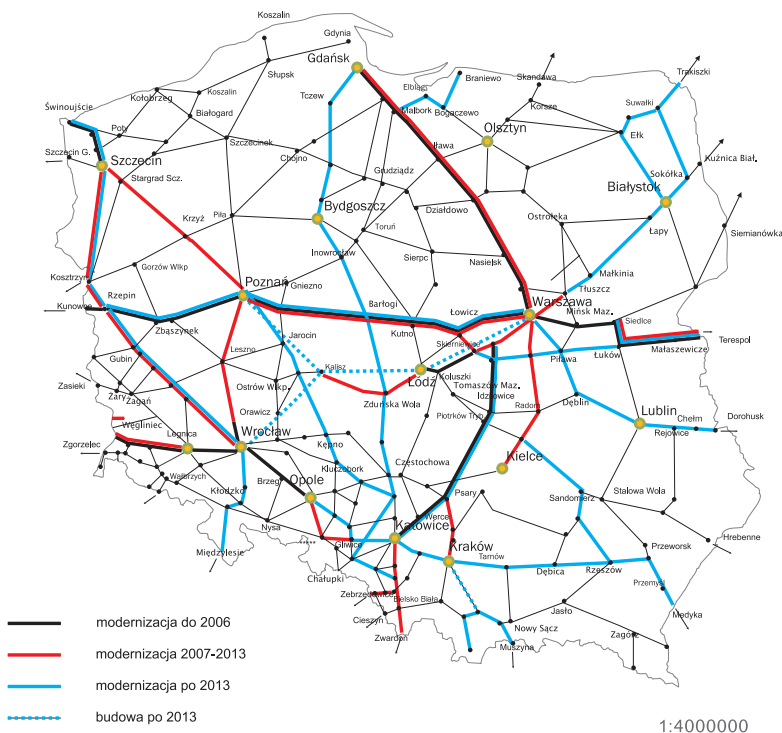 Koszalin
Gdynia
Gdańsk
Słupsk
Elbląg
Braniewo
Skandawa
Trakiszki
Kołobrzeg
Koszalin
Tczew
Malbork
Bogaczewo
Korsze
Suwałki
Świnoujście
Białogard
Iława
Olsztyn
Ełk
Szczecin G.
Szczecin
Szczecinek
Chojno
Grudziądz
Sokółka
Kuźnica Biał.
Stargard Scz.
Białystok
Działdowo
Ostrołęka
Piła
Bydgoszcz
Toruń
Łapy
Siemianówka
Krzyż
Inowrocław
Sierpc
Nasielsk
Małkinia
Gorzów Wlkp
Kostrzyn
Poznań
Gniezno
Tłuszcz
Rzepin
Kunowe
Barłogi
Łowicz
Warszawa
Mińsk Maz.
Siedlce
Terespol
Zbąszynek
Jarocin
Kutno
Skierniewice
Leszno
Piława
Łuków
Małaszewicze
Gubin
Kalisz
Łódź
Koluszki
Zasieki
Ostrów Wlkp.
Tomaszów Maz.
Idzikowice
Żary
Żagań
Zduńska Wola
Dęblin
Orawicz
Piotrków Tryb.
Radom
Lublin
Chełm
Dorohusk
Węgliniec
Rejowice
Legnica
Wrocław
Zgorzelec
Kępno
Kielce
Kluczobork
Częstochowa
Wałbrzych
Brzeg
Opole
Kłodzko
Psary
Sandomierz
Stalowa Wola
Nysa
Katowice
Hrebenne
Międzylesie
Gliwice
Kraków
Tarnów
Przeworsk
Chałupki
Dębica
Rzeszów
Zebrzydowice
Bielsko Biała
Przemyśl
Cieszyn
Jasło
Medyka
Zwardoń
Nowy Sącz
Zagórz
Muszyna
modernizacja do 2006
modernizacja 2007-2013
modernizacja po 2013
budowa po 2013
1:4000000